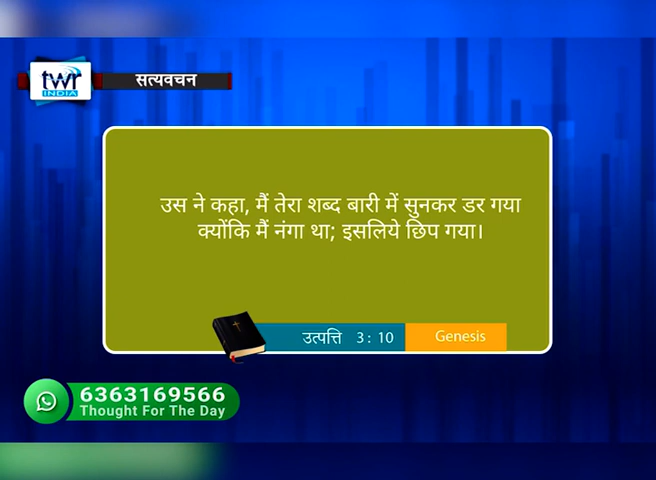 twr
INDIA
सत्यवचन
उस ने कहा, मैं तेरा शब्द बारी में सुनकर डर गया
क्योंकि मैं नंगा था; इसलिये छिप गया।
उत्पत्ति 3: 10 Genesis
6363169566
Thought For The Day